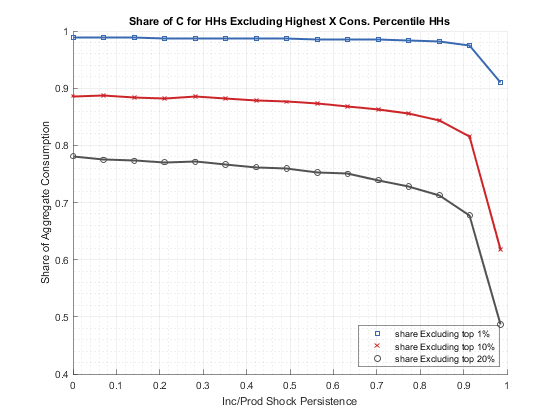 Share of C for HHs Excluding Highest X Cons. Percentile HHs
Share of Aggregate Consumption
1
0.9
0.8
0.7
0.6
0.5
0.4
share Excluding top 1%
share Excluding top 10%
share Excluding top 20%
0 0.1 0.2 0.3 0.4 0.5 0.6 0.7 0.8 0.9 1
Inc/Prod Shock Persistence